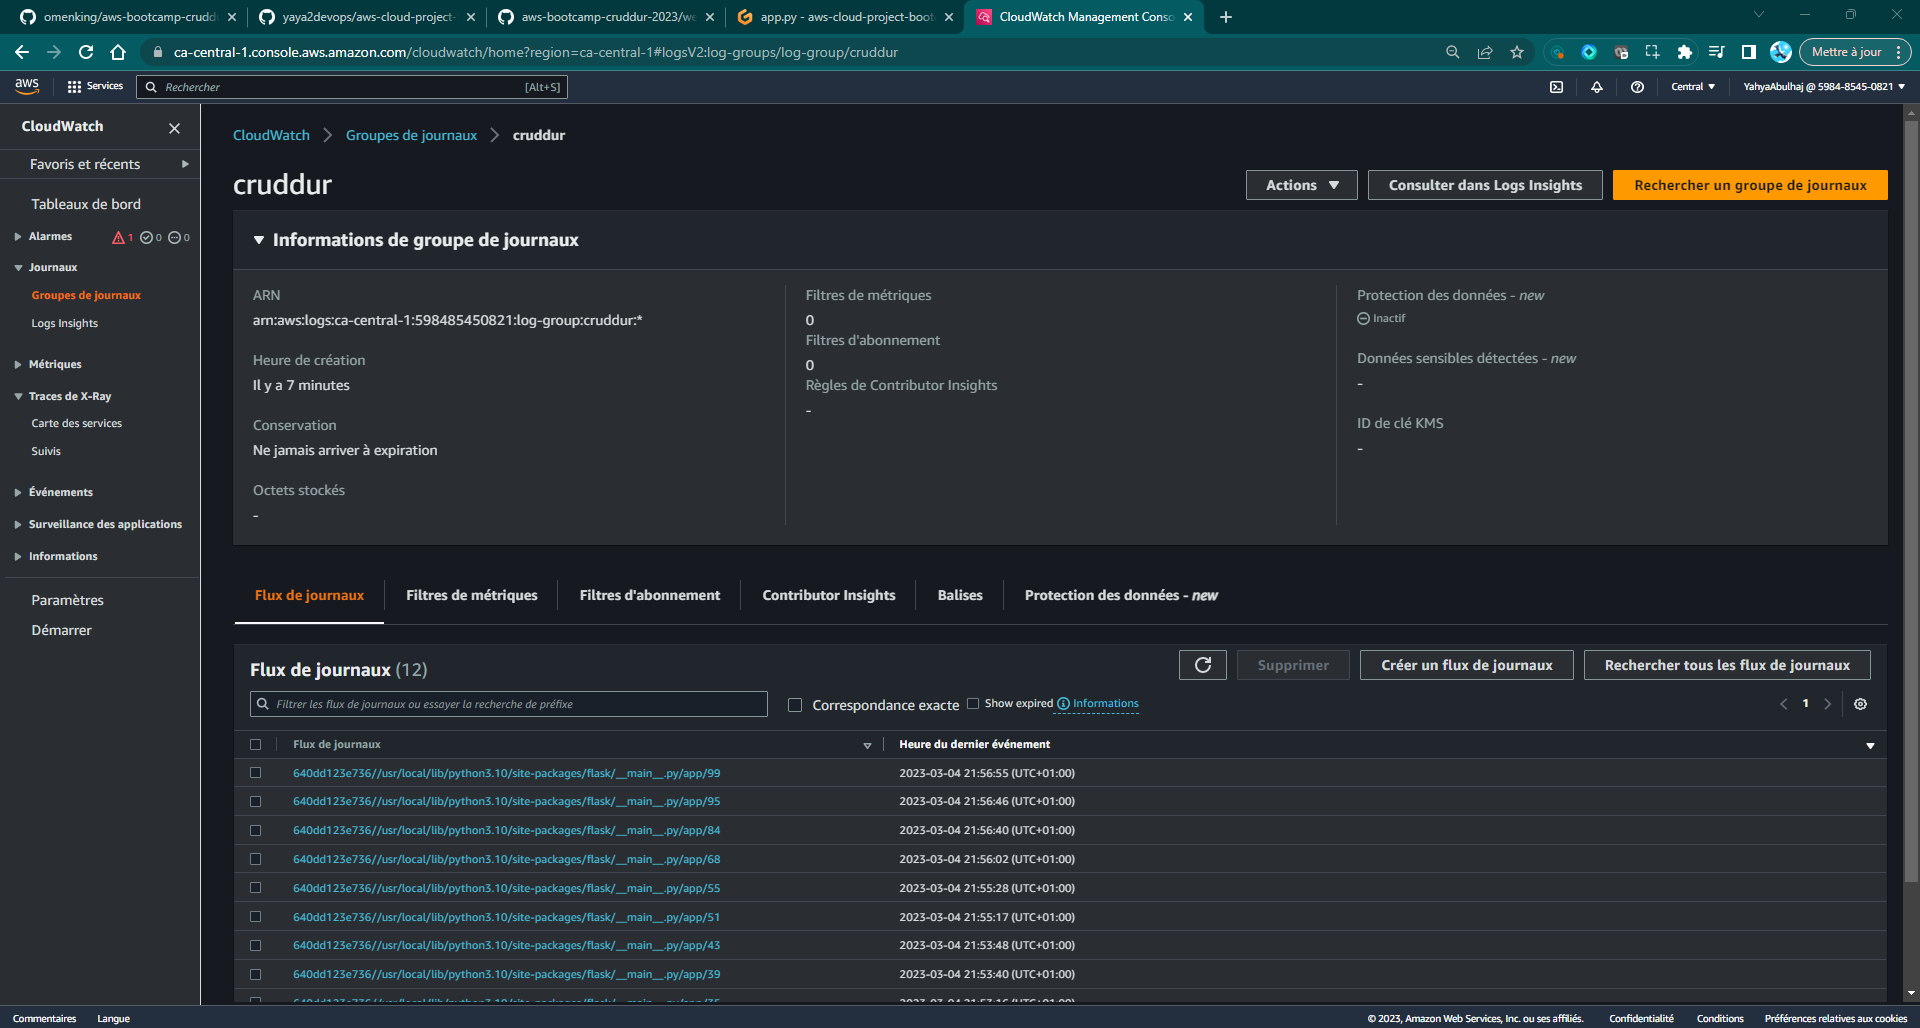 omenking/aws-bootcamp-crudd
yaya2devops/aws-cloud-project-
aws-bootcamp-cruddur-2023/we
app.py - aws-cloud-project-boot
CloudWatch Management Conso
ca-central-1.console.aws.amazon.com/cloudwatch/home?region=ca-central-1#logsV2:log-groups/log-group/cruddur
Mettre à jour
aws
Services
Rechercher
[Alt+S]
Central
YahyaAbulhaj @ 5984-8545-0821
CloudWatch
Favoris et récents
Tableaux de bord
Alarmes
1
0
0
Journaux
Groupes de journaux
Logs Insights
Métriques
Traces de X-Ray
Carte des services
Suivis
Événements
Surveillance des applications
Informations
Paramètres
Démarrer
CloudWatch
Groupes de journaux
cruddur
cruddur
Actions
Consulter dans Logs Insights
Rechercher un groupe de journaux
Informations de groupe de journaux
ARN
arn:aws:logs:ca-central-1:598485450821:log-group:cruddur:*
Heure de création
Il y a 7 minutes
Conservation
Ne jamais arriver à expiration
Octets stockés
-
Filtres de métriques
0
Filtres d'abonnement
0
Règles de Contributor Insights
-
Protection des données - new
Inactif
Données sensibles détectées - new
-
ID de clé KMS
-
Flux de journaux
Filtres de métriques
Filtres d'abonnement
Contributor Insights
Balises
Protection des données - new
Flux de journaux (12)
Supprimer
Créer un flux de journaux
Rechercher tous les flux de journaux
Filtrer les flux de journaux ou essayer la recherche de préfixe
Correspondance exacte
Show expired
Informations
1
Flux de journaux
Heure du dernier événement
640dd123e736//usr/local/lib/python3.10/site-packages/flask/__main__.py/app/99
2023-03-04 21:56:55 (UTC+01:00)
640dd123e736//usr/local/lib/python3.10/site-packages/flask/__main__.py/app/95
2023-03-04 21:56:46 (UTC+01:00)
640dd123e736//usr/local/lib/python3.10/site-packages/flask/__main__.py/app/84
2023-03-04 21:56:40 (UTC+01:00)
640dd123e736//usr/local/lib/python3.10/site-packages/flask/__main__.py/app/68
2023-03-04 21:56:02 (UTC+01:00)
640dd123e736//usr/local/lib/python3.10/site-packages/flask/__main__.py/app/55
2023-03-04 21:55:28 (UTC+01:00)
640dd123e736//usr/local/lib/python3.10/site-packages/flask/__main__.py/app/51
2023-03-04 21:55:17 (UTC+01:00)
640dd123e736//usr/local/lib/python3.10/site-packages/flask/__main__.py/app/43
2023-03-04 21:53:48 (UTC+01:00)
640dd123e736//usr/local/lib/python3.10/site-packages/flask/__main__.py/app/39
2023-03-04 21:53:40 (UTC+01:00)
Commentaires
Langue
© 2023, Amazon Web Services, Inc. ou ses affiliés.
Confidentialité
Conditions
Préférences relatives aux cookies